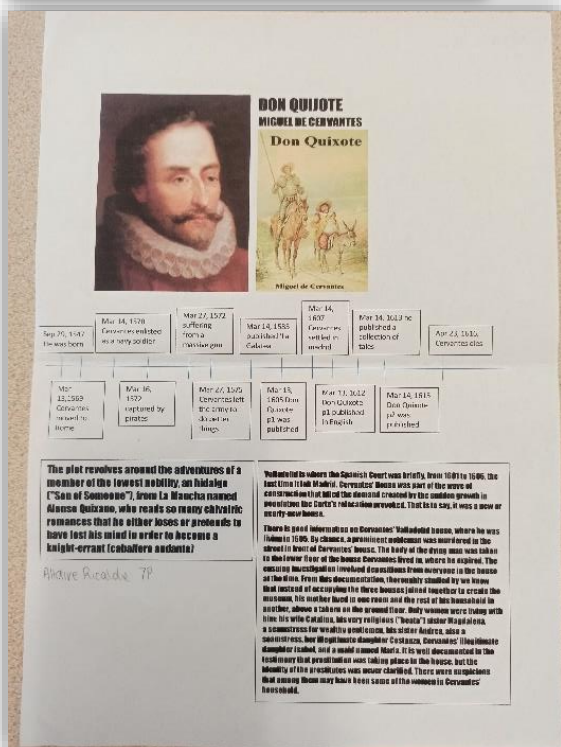 DON QUIJOTE
MIGUEL DE CERVANTES
Don Quixote
Miguel de Cervantes
Sep 29, 1547
He was born
Mar 14, 1570
Cervantes enlisted
as a navy soldier
Mar 27, 1572
suffering
from a
massive
Mar 14, 1585
published
Galatea
Mar 14,
1607
Cervantes
settled in
madrid
Mar 14, 1613 he
published a
collection of
tales
Apr 23, 1616,
Cervantes dies
Mar
13,1569
Cervantes
moved to
Rome
Mar 16,
captured by
pirates
Mar 27, 1575
Cervantes left
the army to
do better
things
Mar 13,
1605 Don
Quixote
p1 was
published
Mar 13, 1612
Don Quixote
p1 published
in English
Mar 14, 1615
Don Quixote
p2 was
published
The plot revolves around the adventures of a
member of the lowest nobility, an hidalgo
("Son of Someone"), from La Mancha named
Alonso Quixano, who reads so many chivalric
romances that he either loses or pretends to
have lost his mind in order to become a
knight-errant (caballero andante)
7P
Valladolid is where the Spanish Court was briefly, from 1601 to 1606, the
last time it left Madrid. Cervantes' House was part of the wave of
construction that filled the demand created by the sudden growth in
population the Court's relocation provoked. That is to say, it was a new or
nearly-new house.
There is good information on Cervantes' Valladolid house, where he was
living in 1605. By chance, a prominent nobleman was murdered in the
street in front of Cervantes' house. The body of the dying man was taken
to the lower floor of the house Cervantes lived in, where he expired. The
ensuing investigation involved depositions from everyone in the house
at the time. From this documentation, thoroughly studied by we know
that instead of occupying the three houses joined together to create the
museum, his mother lived in one room and the rest of his household in
another, above a tavern on the ground floor. Only women were living with
him: his wife Catalina, his very religious ("beata") sister Magdalena,
a seamstress for wealthy gentlemen, his sister Andrea, also a
seamstress, her illegitimate daughter Costanza, Cervantes' illegitimate
daughter Isabel, and a maid named María. It is well documented in the
testimony that prostitution was taking place in the house, but the
identity of the prostitutes was never clarified. There were suspicions
that among them may have been some of the women in Cervantes'
household.